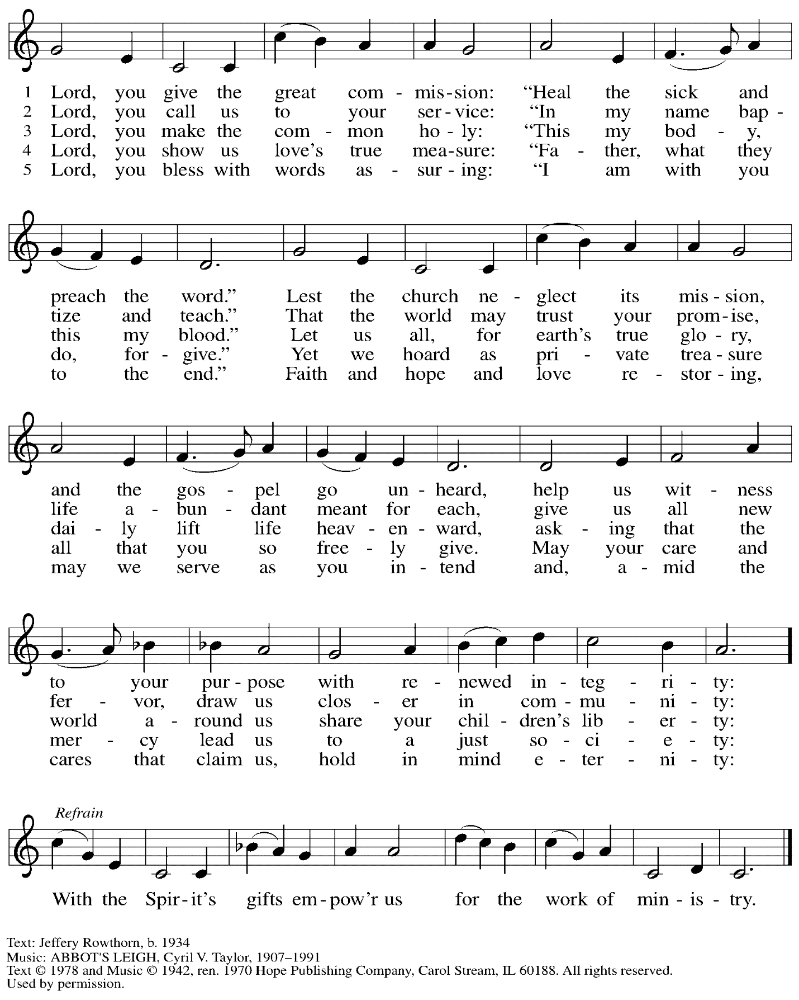 1 Lord, you give the great com - mis - sion: “Heal the sick and
2 Lord, you call us to your ser - vice: “In my name bap -
3 Lord, you make the com - mon ho - ly: “This my bod - y,
4 Lord, you show us love’s true mea - sure: “Fa - ther, what they
5 Lord, you bless with words as - sur - ing: “I am with you
preach the word.” Lest the church ne - glect its mis - sion,
tize and teach.” That the world may trust your prom - ise,
this my blood.” Let us all, for earth’s true glo - ry,
do, for - give.” Yet we hoard as pri - vate trea - sure
to the end.” Faith and hope and love re - stor - ing,
and the gos - pel go un - heard, help us wit - ness
life a - bun - dant meant for each, give us all new
dai - ly lift life heav - en - ward, ask - ing that the
all that you so free - ly give. May your care and
may we serve as you in - tend and, a - mid the
to your pur - pose with re - newed in - teg - ri - ty:
fer - vor, draw us clos - er in com - mu - ni - ty:
world a - round us share your chil - dren’s lib - er - ty:
mer - cy lead us to a just so - ci - e - ty:
cares that claim us, hold in mind e - ter - ni - ty:
Refrain
With the Spir - it’s gifts em - pow’r us for the work of min - is - try.
Text: Jeffery Rowthorn, b. 1934
Music: ABBOT'S LEIGH, Cyril V. Taylor, 1907–1991
Text © 1978 and Music © 1942, ren. 1970 Hope Publishing Company, Carol Stream, IL 60188. All rights reserved.
Used by permission.